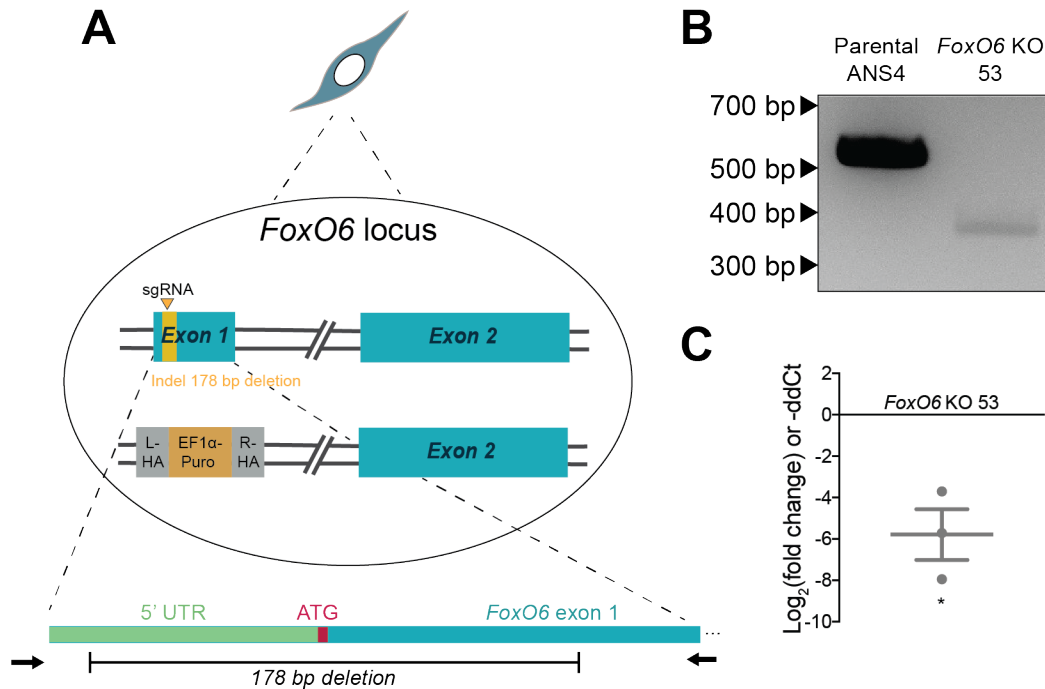 A
FoxO6 locus
sgRNA
Exon 1
Exon 2
Indel 178 bp deletion
L-
HA
EF1α-
Puro
R-
HA
Exon 2
5’ UTR
ATG
FoxO6 exon 1
...
178 bp deletion
B
Parental
ANS4
FoxO6 KO
53
700 bp
500 bp
400 bp
300 bp
C
Log2(fold change) or -ddCt
2
0
-2
-4
-6
-8
-10
FoxO6 KO 53
*